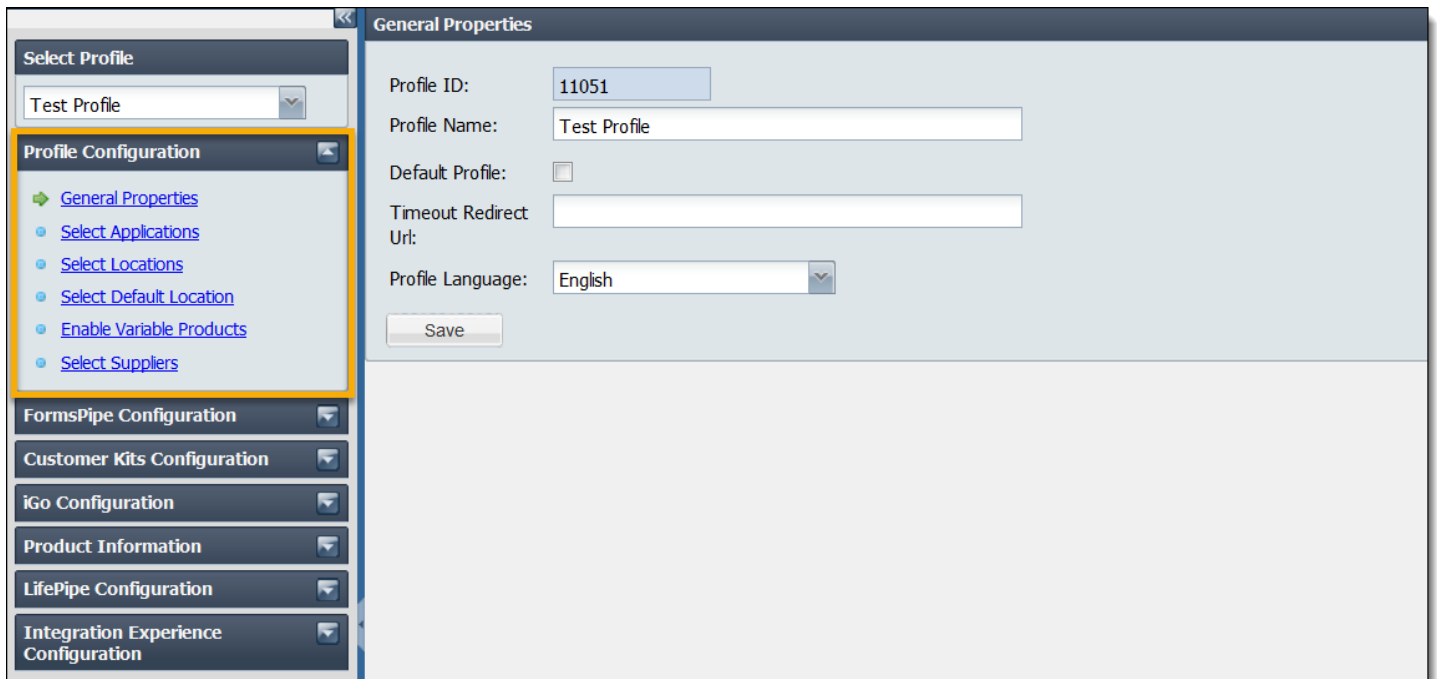 Select Profile
Test Profile
Profile Configuration
General Properties
Select Applications
Select Locations
Select Default Location
Enable Variable Products
Select Suppliers
FormsPipe Configuration
Customer Kits Configuration
iGo Configuration
Product Information
LifePipe Configuration
Integration Experience
Configuration
General Properties
Profile ID: 11051
Profile Name: Test Profile
Default Profile:
Timeout Redirect
Url:
Profile Language: English
Save